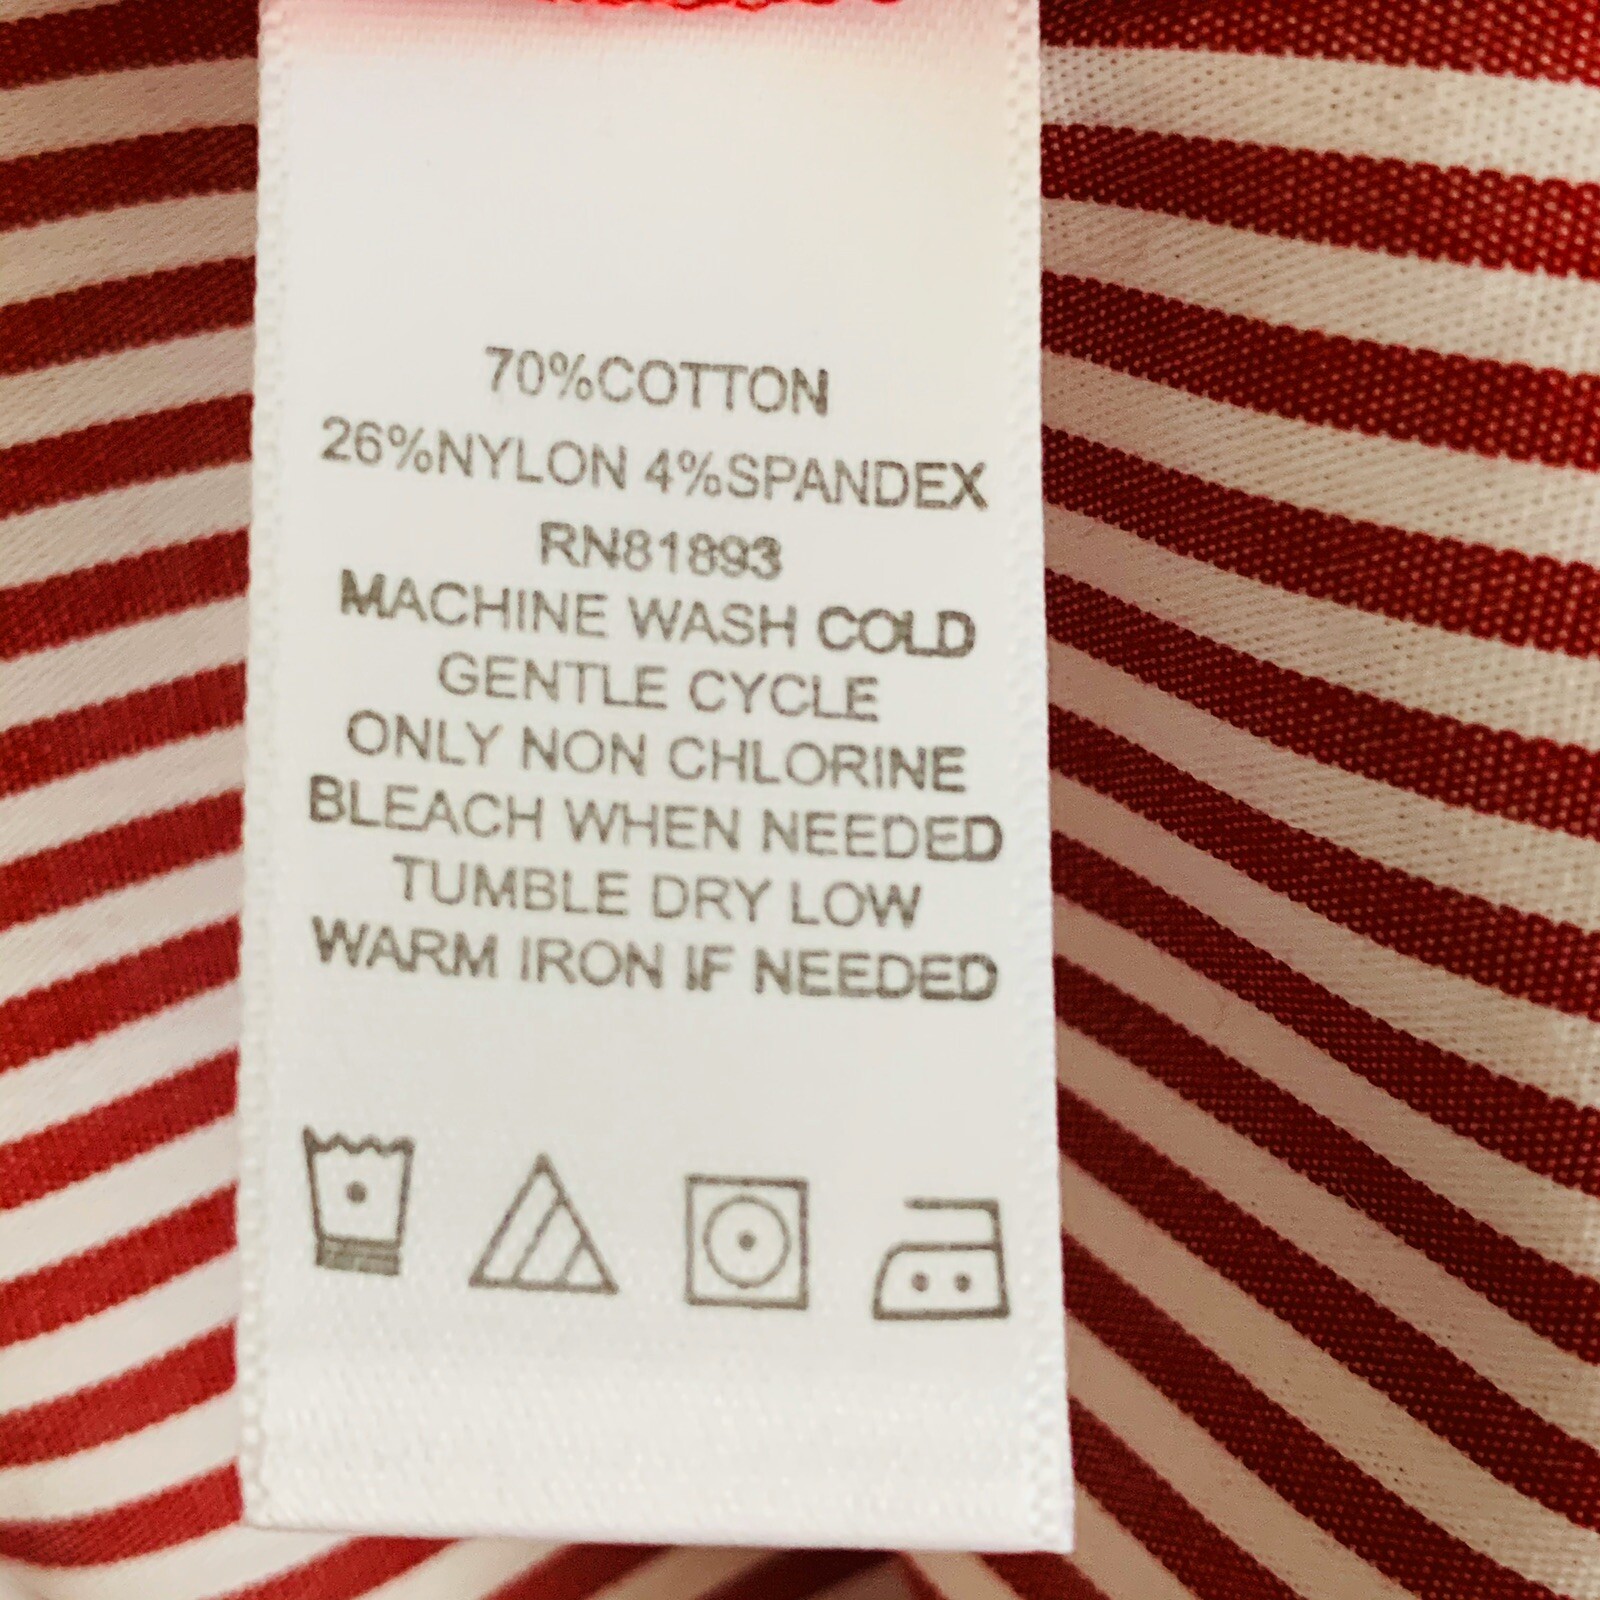 70%COTTON
26%NYLON 4%SPANDEX
RN81893
MACHINE WASH COLD
GENTLE CYCLE
ONLY NON CHLORINE
BLEACH WHEN NEEDED
TUMBLE DRY LOW
WARM IRON IF NEEDED